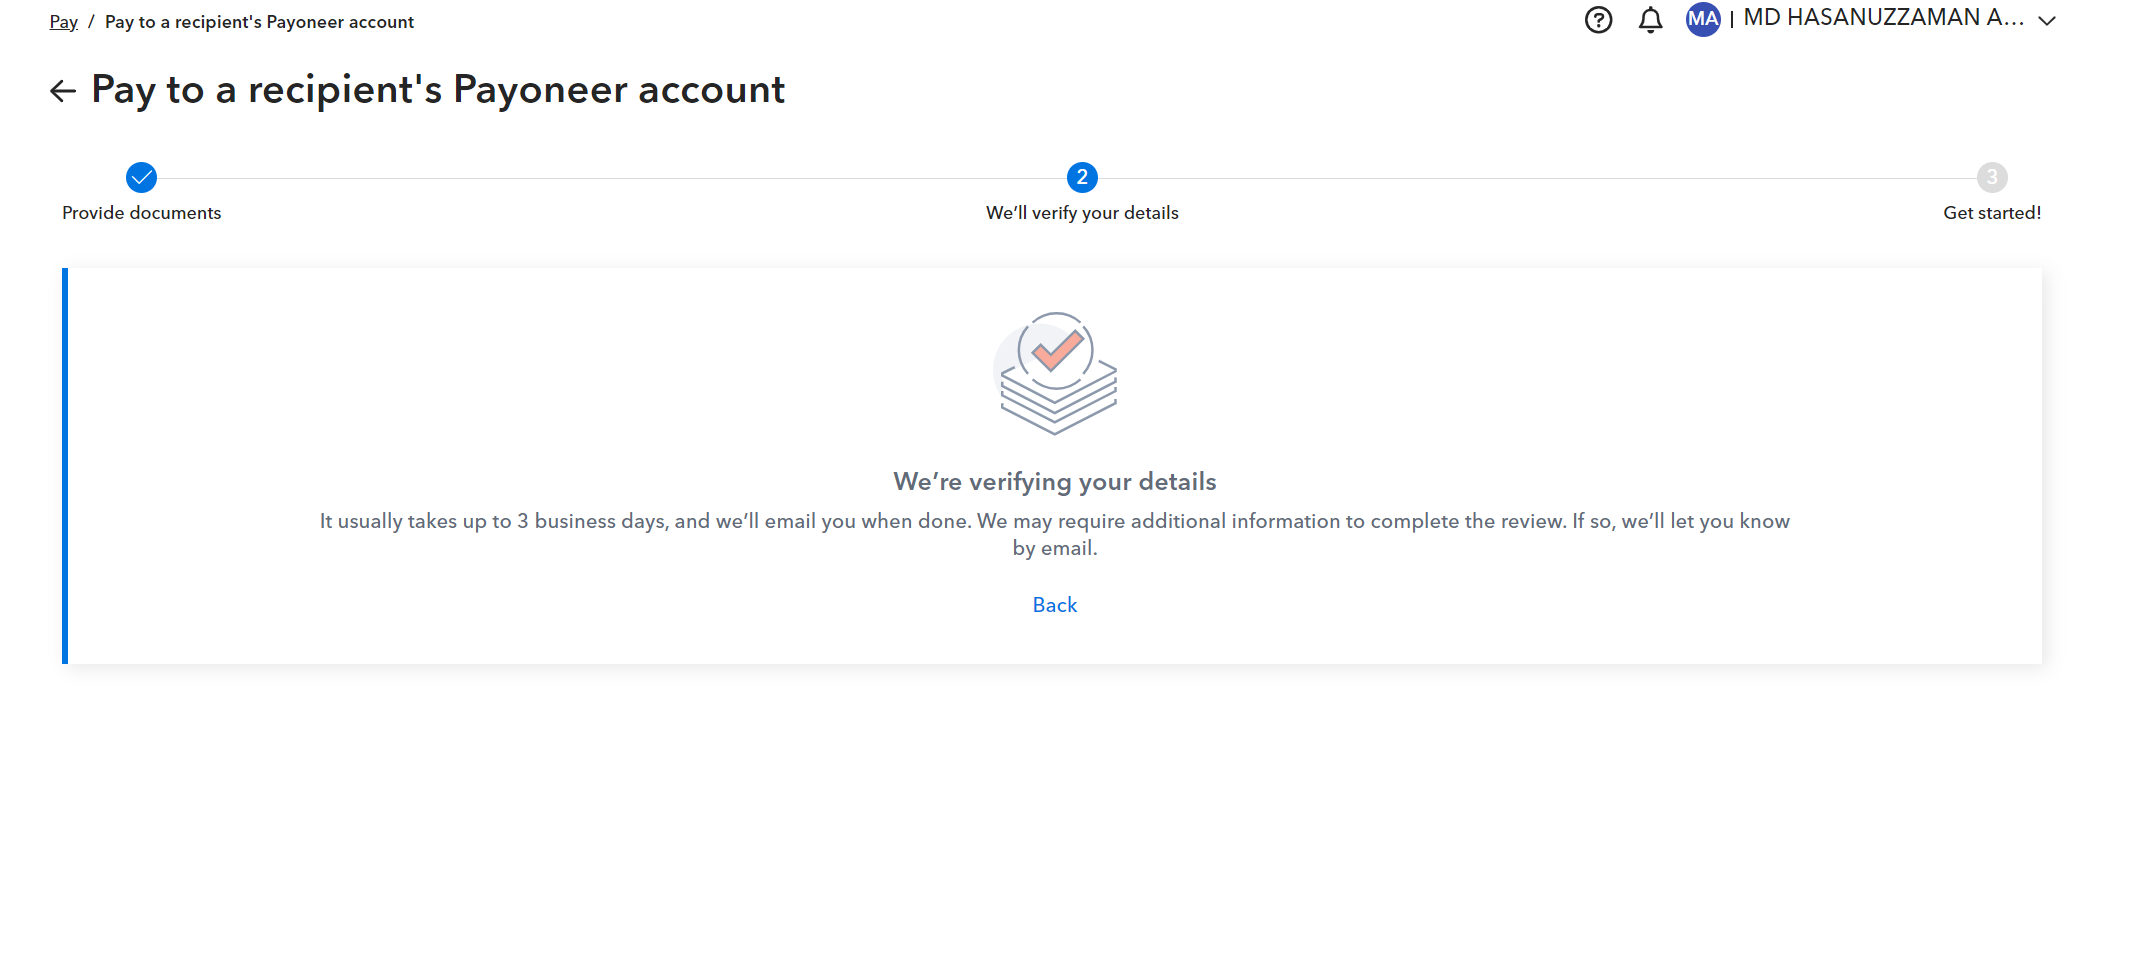 Pay / Pay to a recipient's Payoneer account
? MA | MD HASANUZZAMAN A...
← Pay to a recipient's Payoneer account
2 3
Provide documents We’ll verify your details Get started!
We’re verifying your details
It usually takes up to 3 business days, and we’ll email you when done. We may require additional information to complete the review. If so, we’ll let you know
by email.
Back